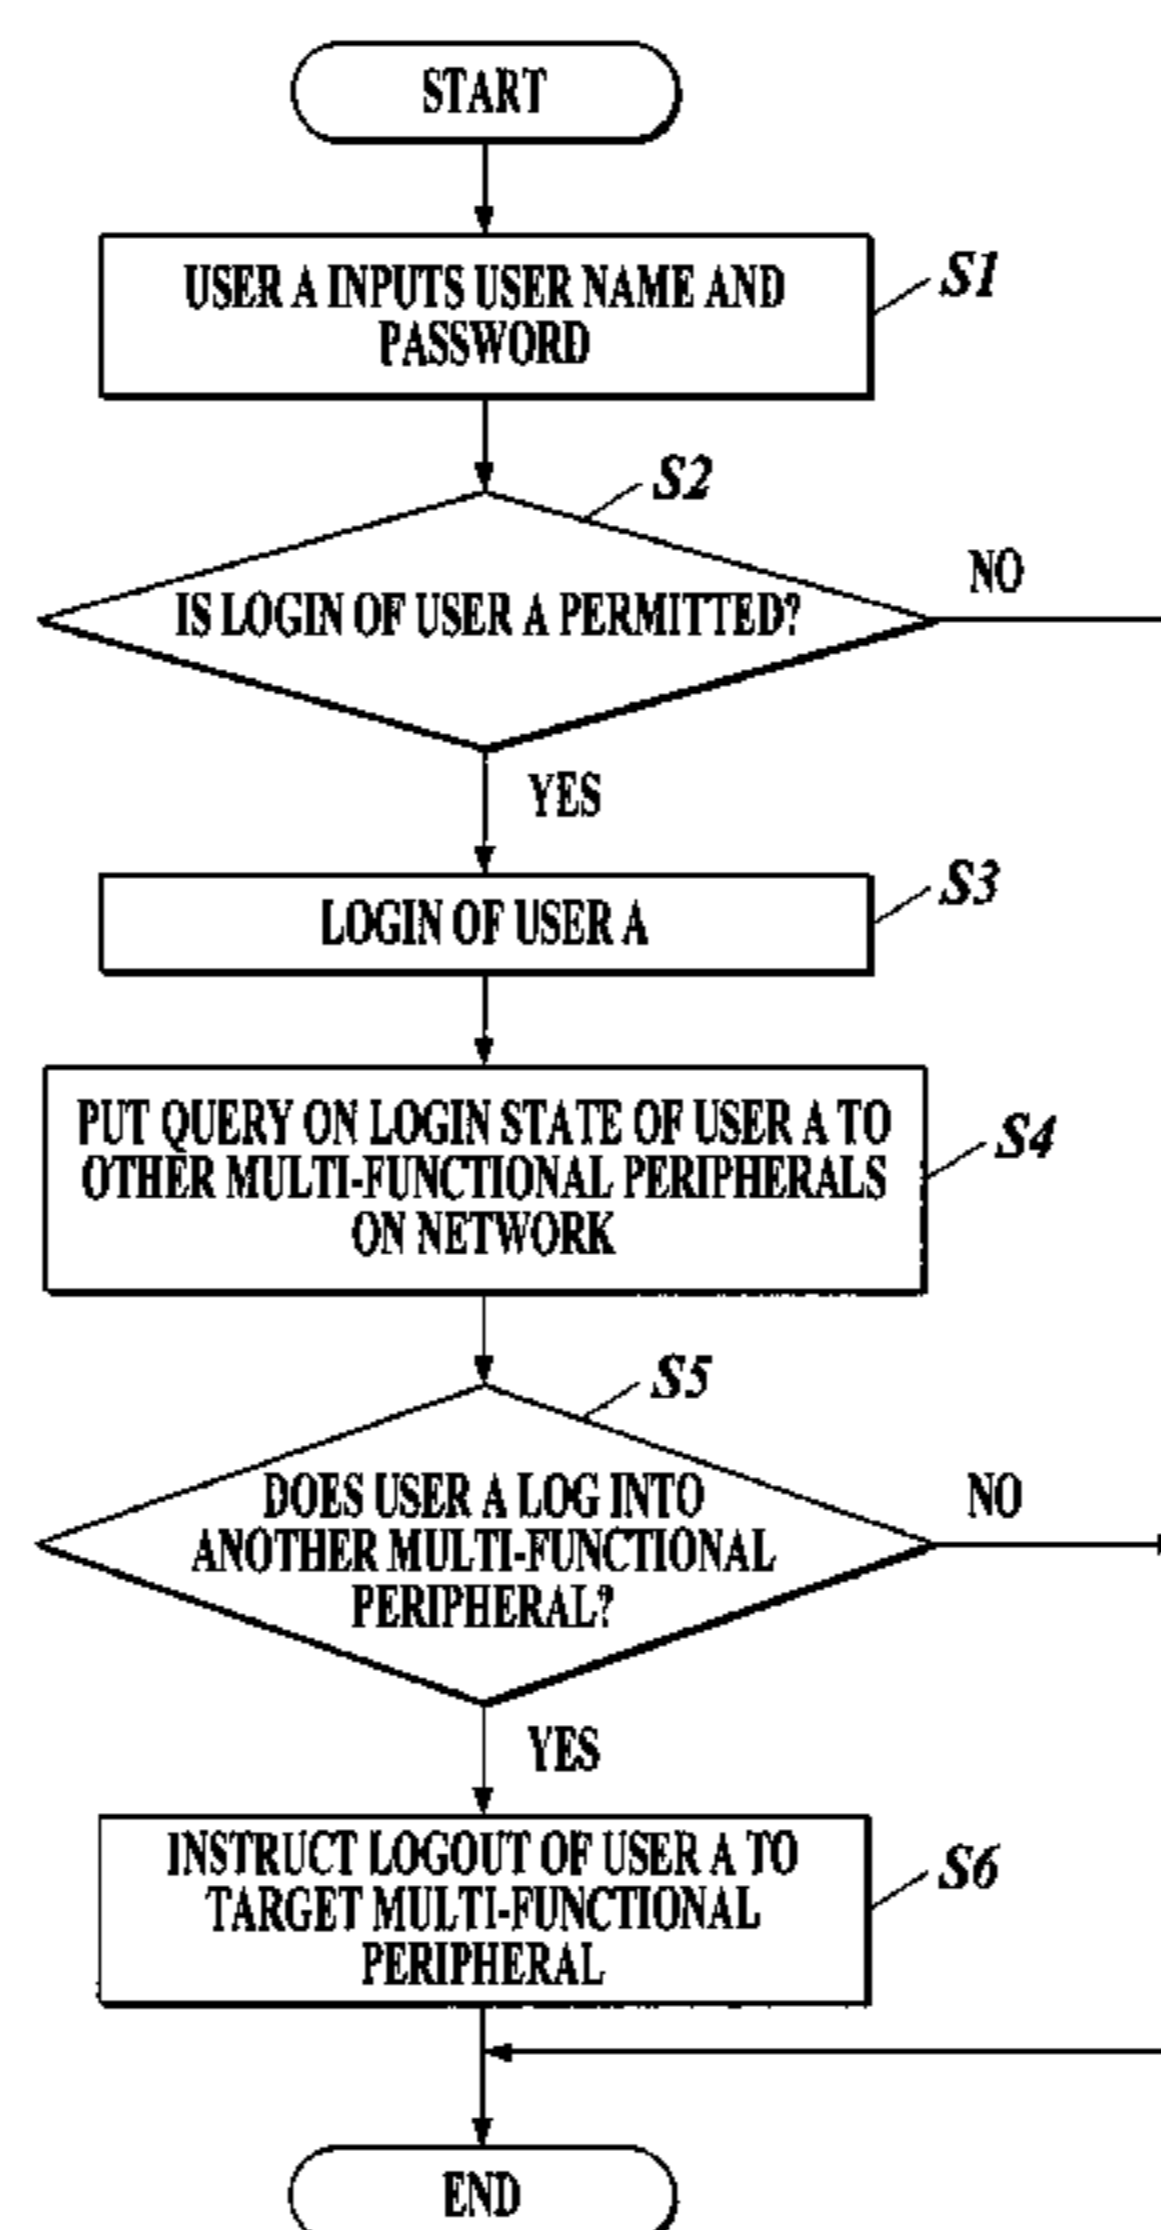 START
USER A INPUTS USER NAME AND
PASSWORD
S1
S2
IS LOGIN OF USER A PERMITTED?
NO
YES
LOGIN OF USER A
S3
PUT QUERY ON LOGIN STATE OF USER A TO
OTHER MULTI-FUNCTIONAL PERIPHERALS
ON NETWORK
S4
S5
DOES USER A LOG INTO
ANOTHER MULTI-FUNCTIONAL
PERIPHERAL?
NO
YES
INSTRUCT LOGOUT OF USER A TO
TARGET MULTI-FUNCTIONAL
PERIPHERAL
S6
END